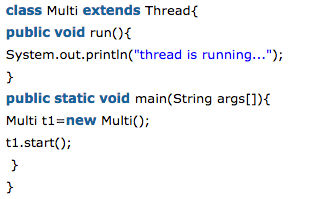 class Multi extends Thread{
public void run(){
System.out.println("thread is running...");
}
public static void main(String args[]){
Multi t1=new Multi();
t1.start();
}
}